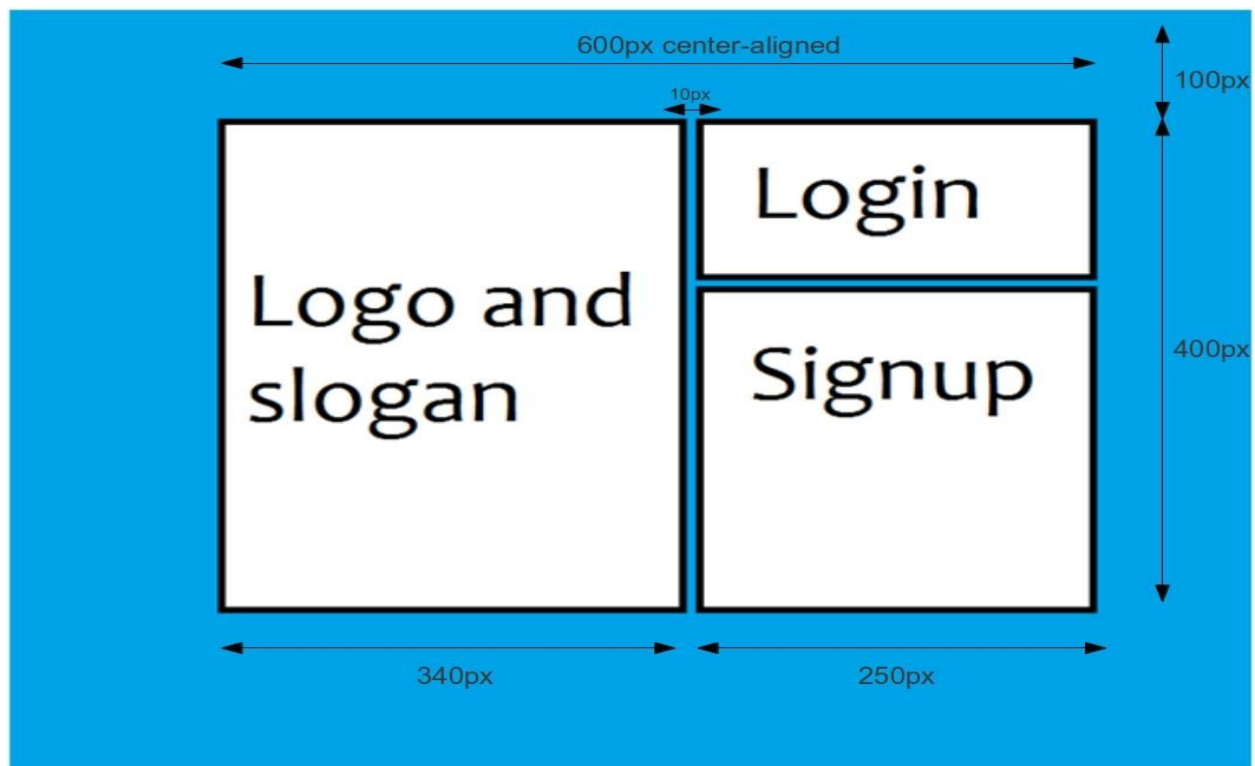 600px center-aligned
100px
10px
Login
Logo and
slogan
Signup
400px
340px
250px